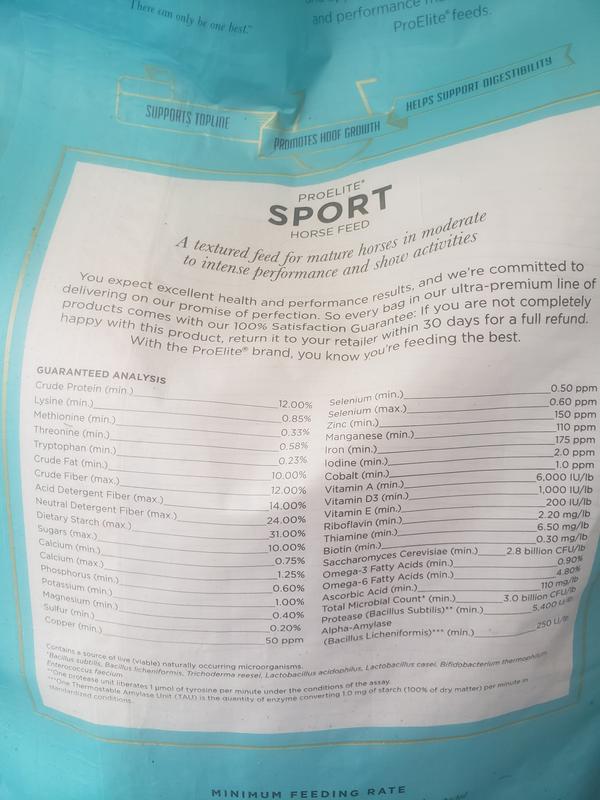 There can only be one best.™
and performance
ProElite® feeds.
SUPPORTS TOPLINE
PROMOTES HOOF GROWTH
HELPS SUPPORT DIGESTIBILITY
PROELITE®
SPORT
HORSE FEED
A textured feed for mature horses in moderate
to intense performance and show activities
You expect excellent health and performance results, and we're committed to
delivering on our promise of perfection. So every bag in our ultra-premium line of
products comes with our 100% Satisfaction Guarantee: If you are not completely
happy with this product, return it to your retailer within 30 days for a full refund.
With the ProElite® brand, you know you're feeding the best.
GUARANTEED ANALYSIS
Crude Protein (min.) 12.00%
Lysine (min.) 0.85%
Methionine (min.) 0.33%
Threonine (min.) 0.58%
Tryptophan (min.) 0.23%
Crude Fat (min.) 10.00%
Crude Fiber (max.) 12.00%
Acid Detergent Fiber (max.) 14.00%
Neutral Detergent Fiber (max.) 24.00%
Dietary Starch (max.) 31.00%
Sugars (max.) 10.00%
Calcium (min.) 0.75%
Calcium (max.) 1.25%
Phosphorus (min.) 0.60%
Potassium (min.) 1.00%
Magnesium (min.) 0.40%
Sulfur (min.) 0.20%
Copper (min.) 50 ppm
Selenium (min.) 0.50 ppm
Selenium (max.) 0.60 ppm
Zinc (min.) 150 ppm
Manganese (min.) 110 ppm
Iron (min.) 175 ppm
Iodine (min.) 2.0 ppm
Cobalt (min.) 1.0 ppm
Vitamin A (min.) 6,000 IU/lb
Vitamin D3 (min.) 1,000 IU/lb
Vitamin E (min.) 200 IU/lb
Riboflavin (min.) 2.20 mg/lb
Thiamine (min.) 6.50 mg/lb
Biotin (min.) 0.30 mg/lb
Saccharomyces Cerevisiae (min.) 2.8 billion CFU/lb
Omega-3 Fatty Acids (min.) 0.90%
Omega-6 Fatty Acids (min.) 4.80%
Ascorbic Acid (min.) 110 mg/lb
Total Microbial Count* (min.) 3.0 billion CFU/lb
Protease (Bacillus Subtilis)** (min.) 5,400 U/lb
Alpha-Amylase
(Bacillus Licheniformis)*** (min.) 250 U/lb
Contains a source of live (viable) naturally occurring microorganisms.
*Bacillus subtilis, Bacillus licheniformis, Trichoderma reesei, Lactobacillus acidophilus, Lactobacillus casei, Bifidobacterium thermophilum,
Enterococcus faecium
**One protease unit liberates 1 μmol of tyrosine per minute under the conditions of the assay.
***One Thermostable Amylase Unit (TAU) is the quantity of enzyme converting 1.0 mg of starch (100% of dry matter) per minute in
standardized conditions.
MINIMUM FEEDING RATE